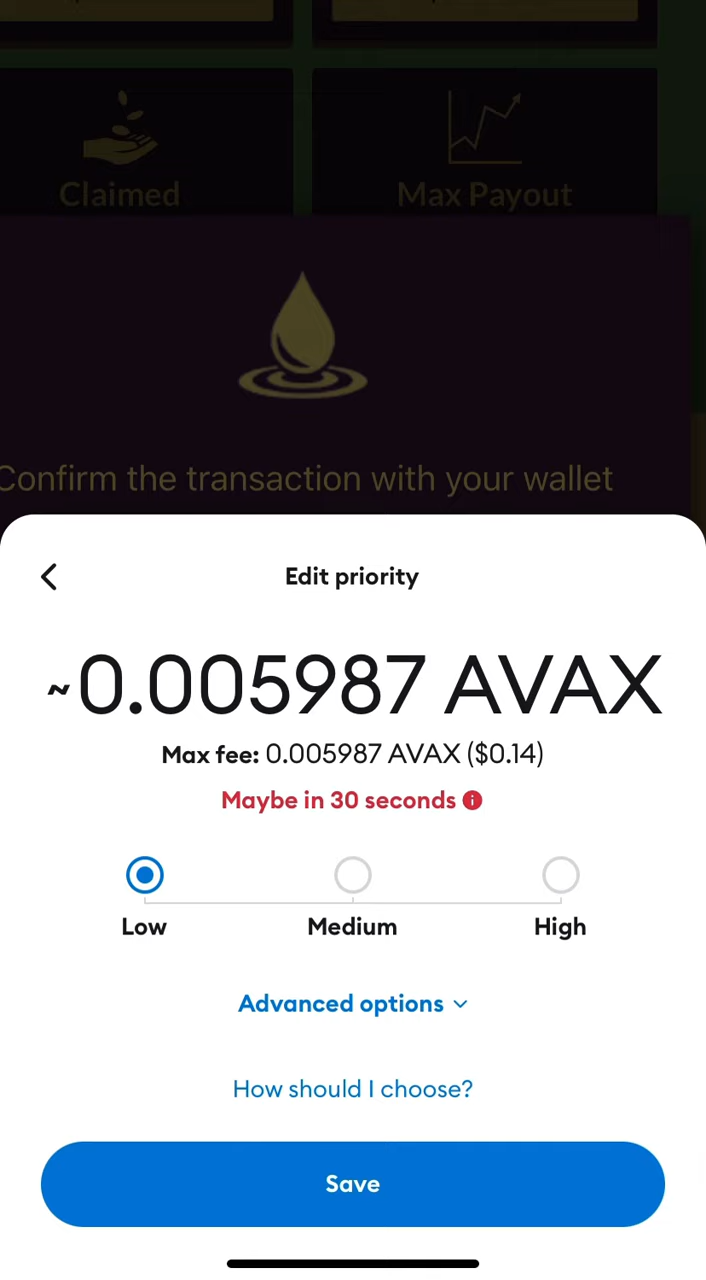 Claimed
Max Payout
Confirm the transaction with your wallet
Edit priority
~0.005987 AVAX
Max fee: 0.005987 AVAX ($0.14)
Maybe in 30 seconds
Low
Medium
High
Advanced options
How should I choose?
Save